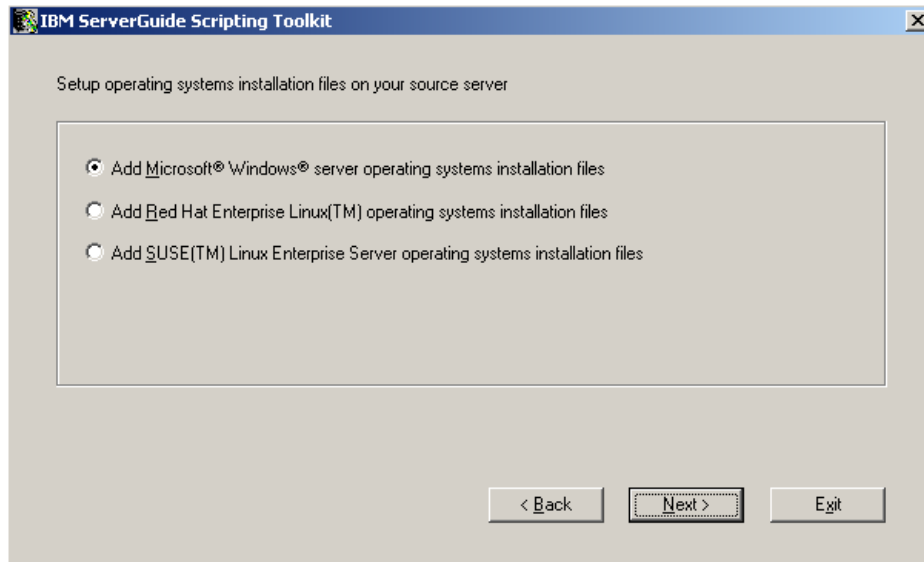 IBM ServerGuide Scripting Toolkit
Setup operating systems installation files on your source server
Add Microsoft® Windows® server operating systems installation files
Add Red Hat Enterprise Linux(TM) operating systems installation files
Add SUSE(TM) Linux Enterprise Server operating systems installation files
< Back Next > Exit